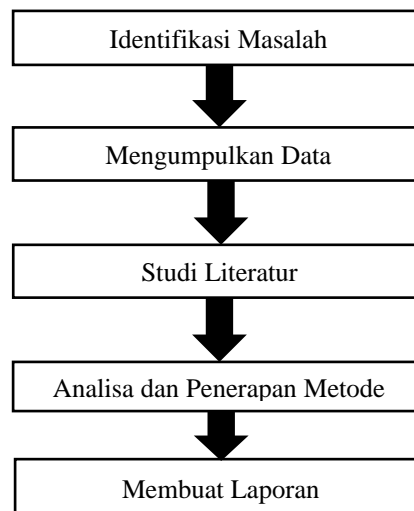 Identifikasi Masalah
Mengumpulkan Data
Studi Literatur
Analisa dan Penerapan Metode
Membuat Laporan